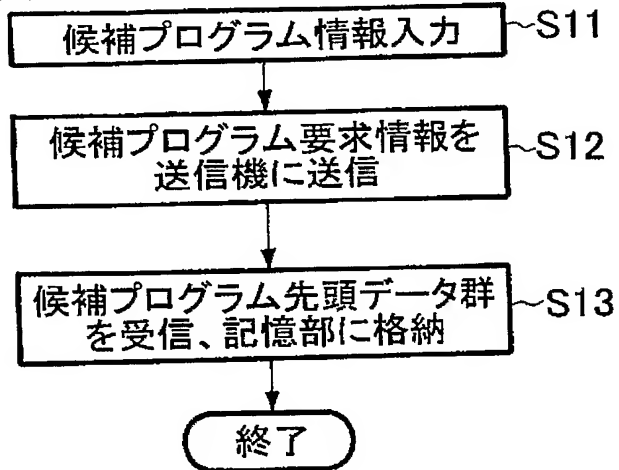 候補プログラム情報入力
S11
候補プログラム要求情報を
送信機に送信
S12
候補プログラム先頭データ群
を受信、記憶部に格納
S13
終了